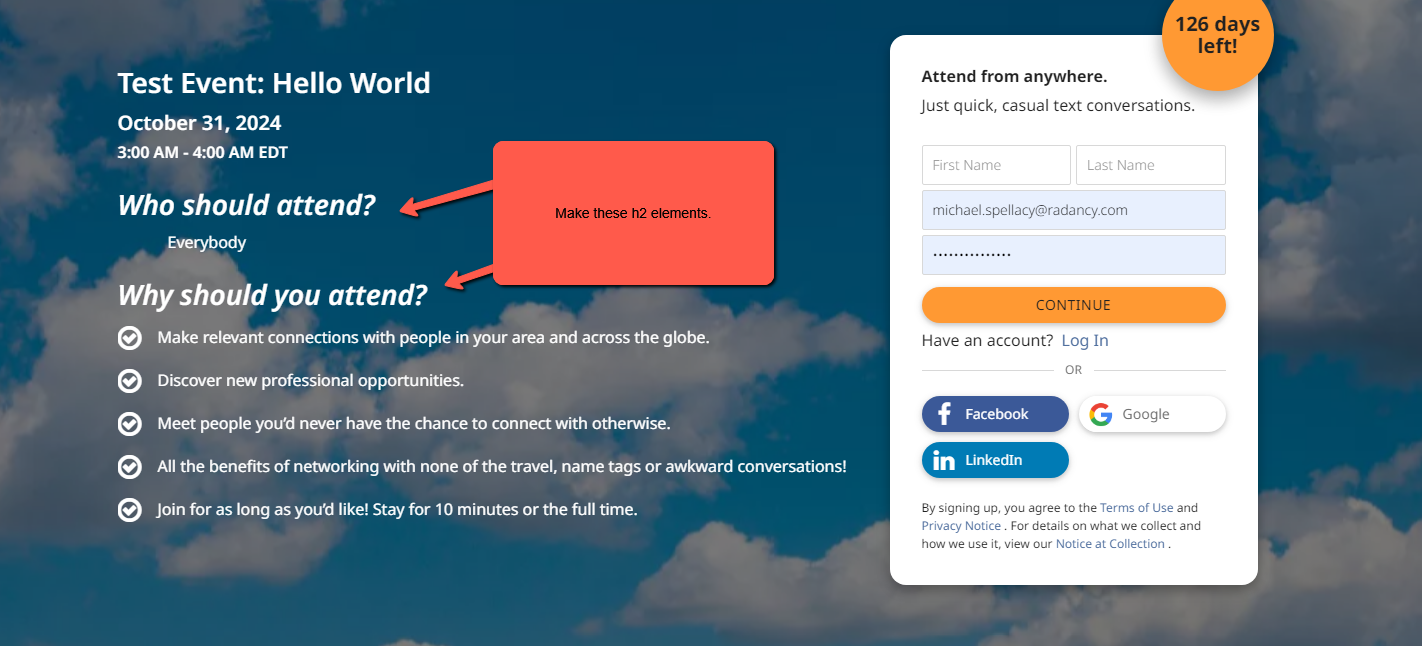 126 days
left!
Test Event: Hello World
October 31, 2024
3:00 AM - 4:00 AM EDT
Who should attend?
Everybody
Why should you attend?
Make relevant connections with people in your area and across the globe.
Discover new professional opportunities.
Meet people you’d never have the chance to connect with otherwise.
All the benefits of networking with none of the travel, name tags or awkward conversations!
Join for as long as you’d like! Stay for 10 minutes or the full time.
Make these h2 elements.
Attend from anywhere.
Just quick, casual text conversations.
First Name
Last Name
michael.spellacy@radancy.com
···············
CONTINUE
Have an account? Log In
OR
Facebook
Google
LinkedIn
By signing up, you agree to the Terms of Use and
Privacy Notice . For details on what we collect and
how we use it, view our Notice at Collection .